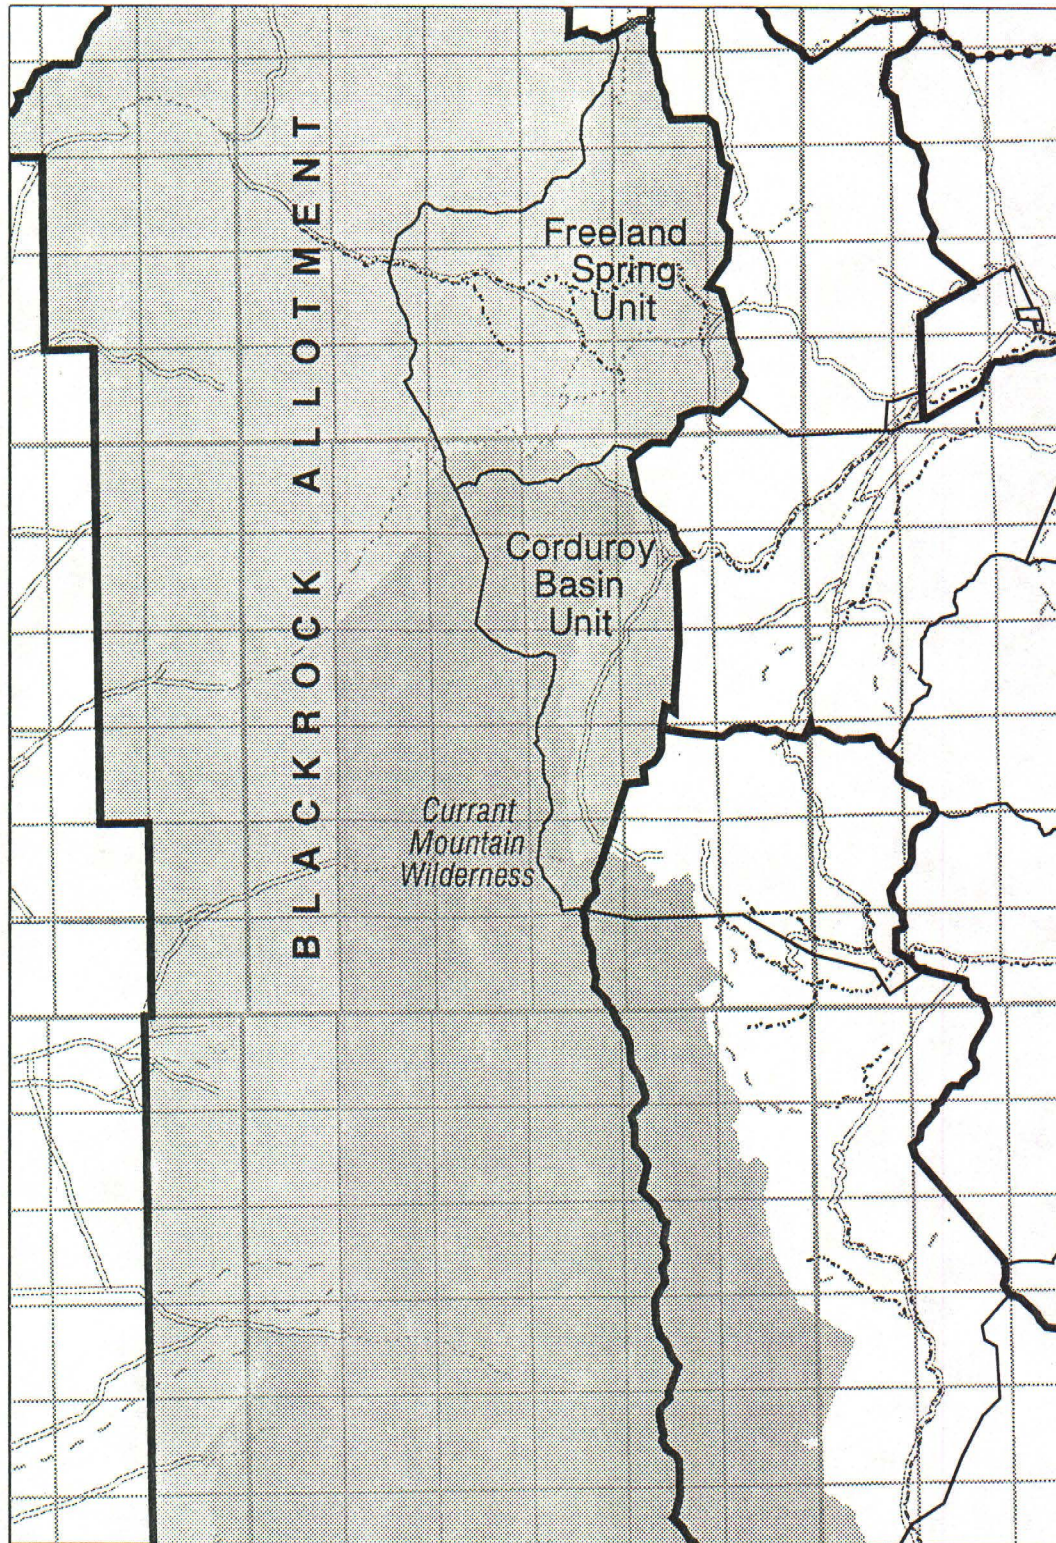 BLACKROCK ALLOTMENT
Freeland
Spring
Unit
Corduroy
Basin
Unit
Currant
Mountain
Wilderness